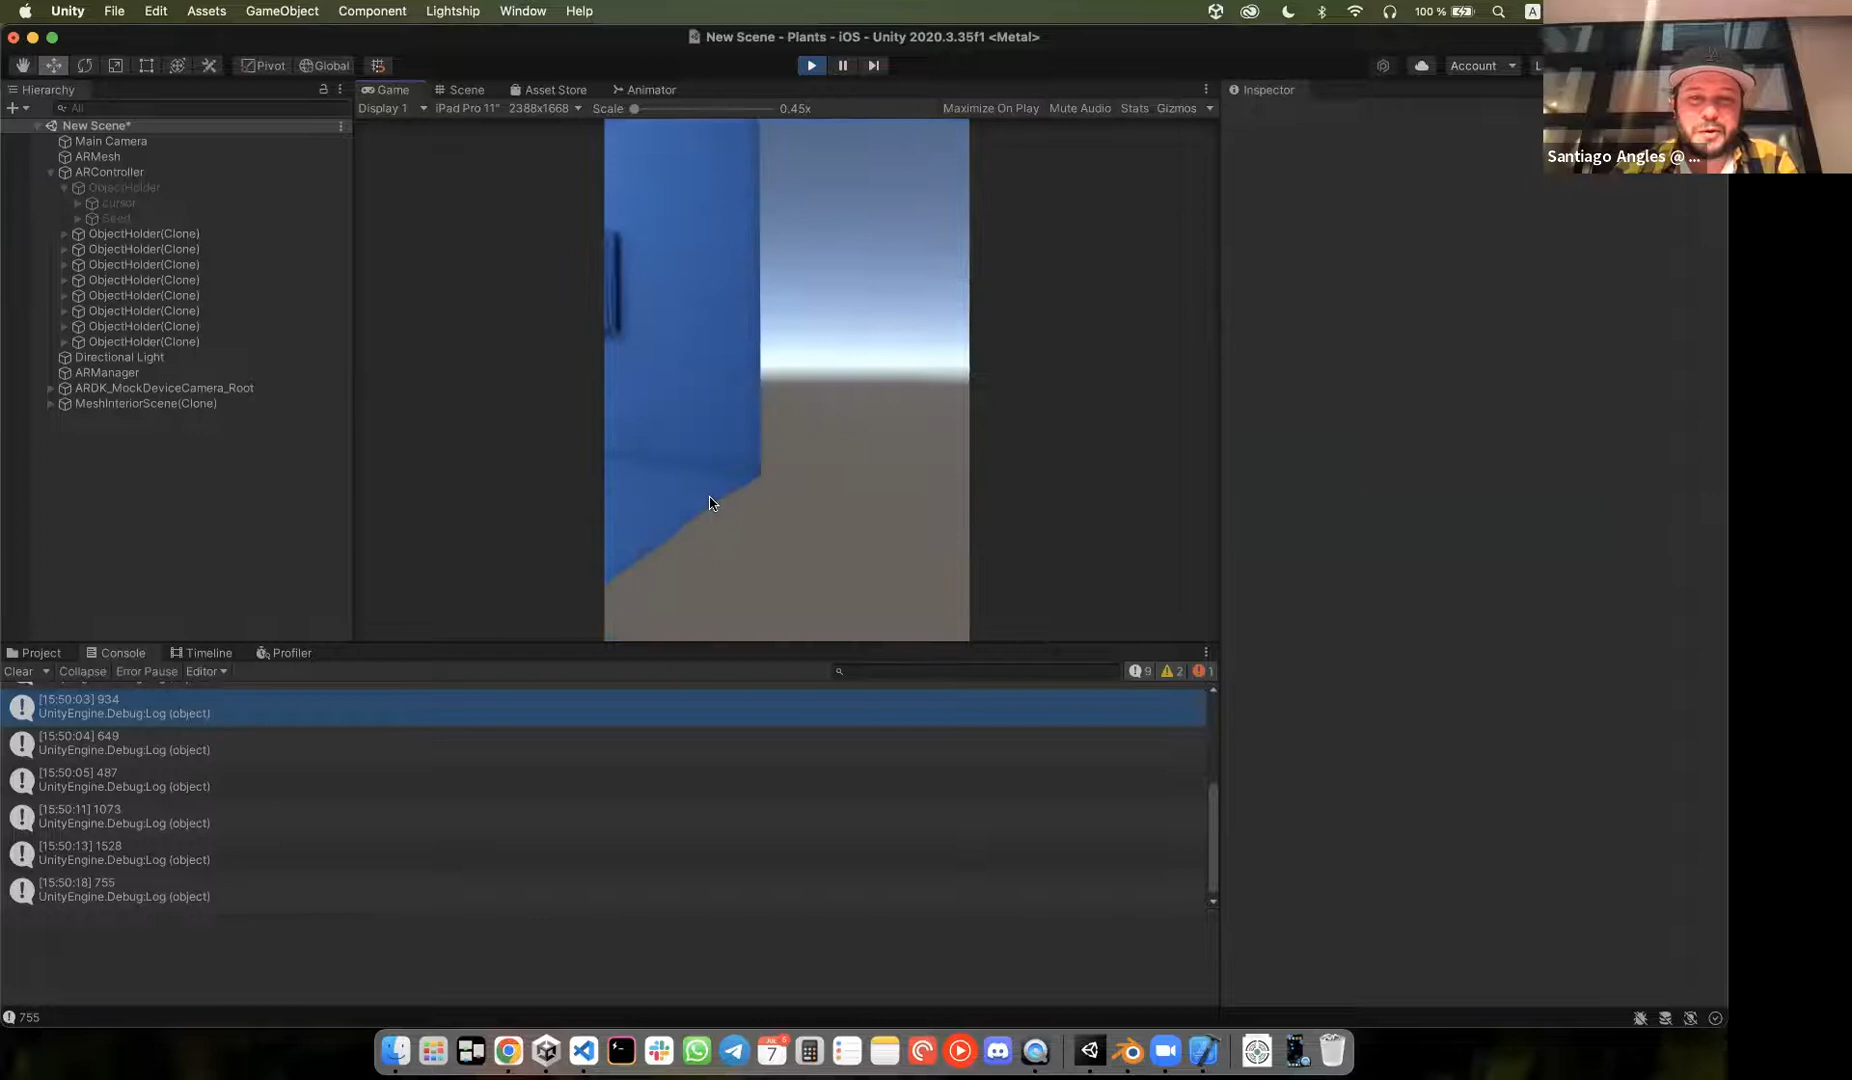 Unity File Edit Assets GameObject Component Lightship Window Help 100 % A
New Scene - Plants - iOS - Unity 2020.3.35f1 <Metal>
Pivot Global Account L
Hierarchy Game Scene Asset Store Animator Inspector
All Display 1 iPad Pro 11" 2388x1668 Scale 0.45x Maximize On Play Mute Audio Stats Gizmos
New Scene*
Main Camera
ARMesh
Santiago Angles @ ...
ARController
ObjectHolder
cursor
Seed
ObjectHolder(Clone)
ObjectHolder(Clone)
ObjectHolder(Clone)
ObjectHolder(Clone)
ObjectHolder(Clone)
ObjectHolder(Clone)
ObjectHolder(Clone)
ObjectHolder(Clone)
Directional Light
ARManager
ARDK_MockDeviceCamera_Root
MeshInteriorScene(Clone)
Project Console Timeline Profiler
Clear Collapse Error Pause Editor 9 2 1
[15:50:03] 934
UnityEngine.Debug:Log (object)
[15:50:04] 649
UnityEngine.Debug:Log (object)
[15:50:05] 487
UnityEngine.Debug:Log (object)
[15:50:11] 1073
UnityEngine.Debug:Log (object)
[15:50:13] 1528
UnityEngine.Debug:Log (object)
[15:50:18] 755
UnityEngine.Debug:Log (object)
755
7